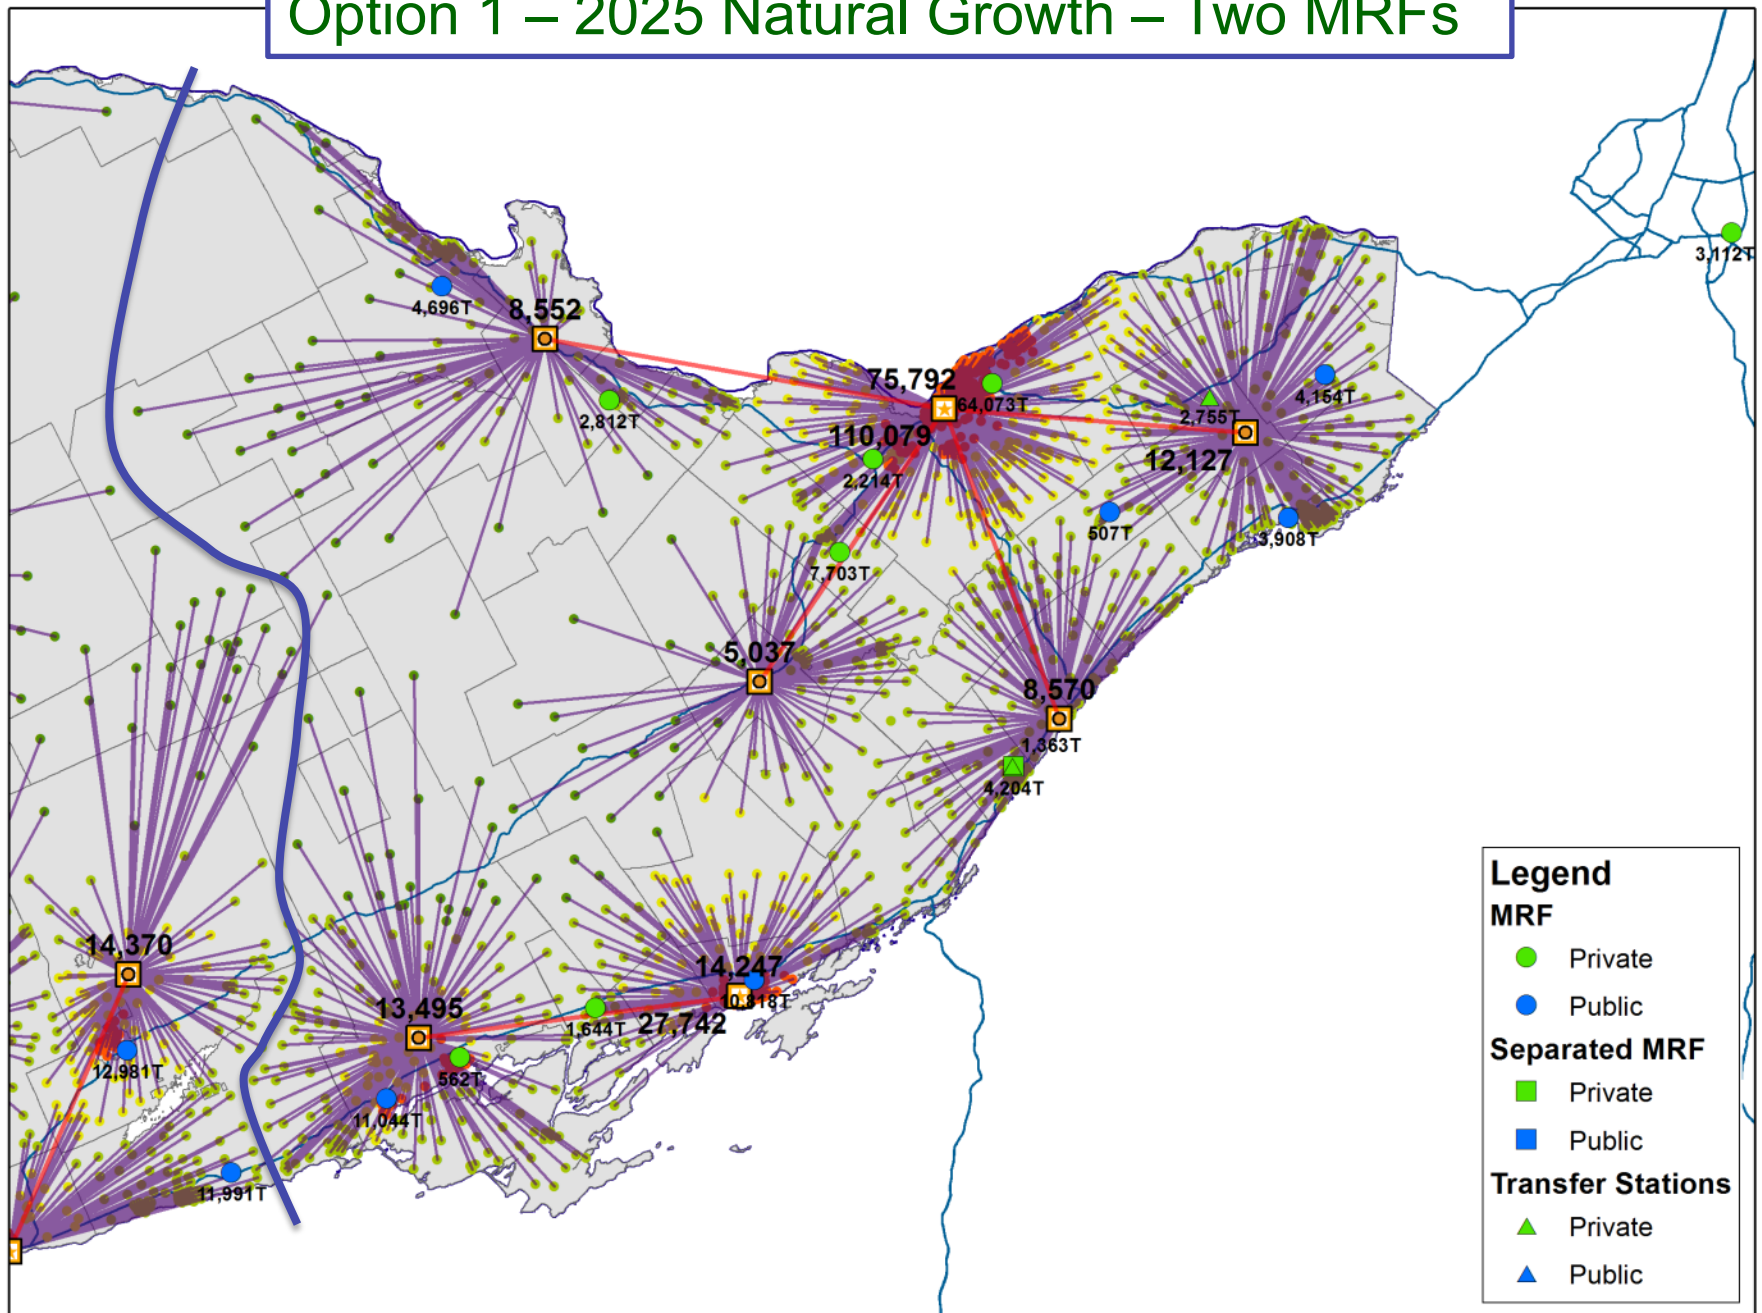 Option 1 – 2025 Natural Growth – Two MRFs
3,112T
4,696T
8,552
2,812T
75,792
64,073T
110,079
2,214T
4,154T
2,755T
12,127
507T
3,908T
7,703T
5,037
8,570
1,363T
4,204T
14,370
12,981T
13,495
14,247
10,818T
1,644T
27,742
562T
11,044T
11,991T
Legend
MRF
Private
Public
Separated MRF
Private
Public
Transfer Stations
Private
Public